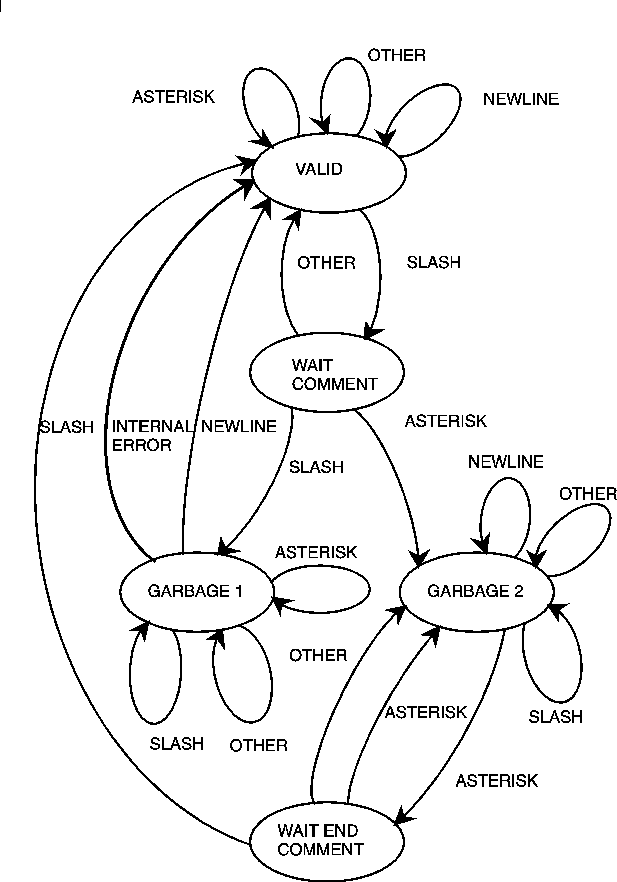 OTHER
ASTERISK
NEWLINE
VALID
OTHER
SLASH
WAIT
COMMENT
ASTERISK
SLASH
INTERNAL
ERROR
NEWLINE
SLASH
NEWLINE
OTHER
ASTERISK
GARBAGE 1
GARBAGE 2
OTHER
ASTERISK
SLASH
SLASH
OTHER
ASTERISK
WAIT END
COMMENT